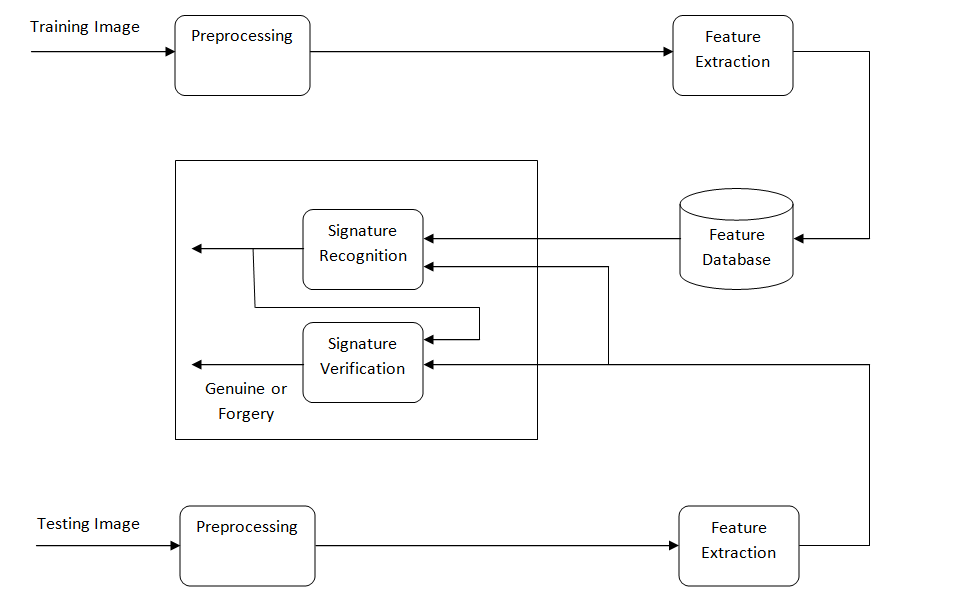 Training Image
Preprocessing
Feature
Extraction
Signature
Recognition
Feature
Database
Signature
Verification
Genuine or
Forgery
Testing Image
Preprocessing
Feature
Extraction